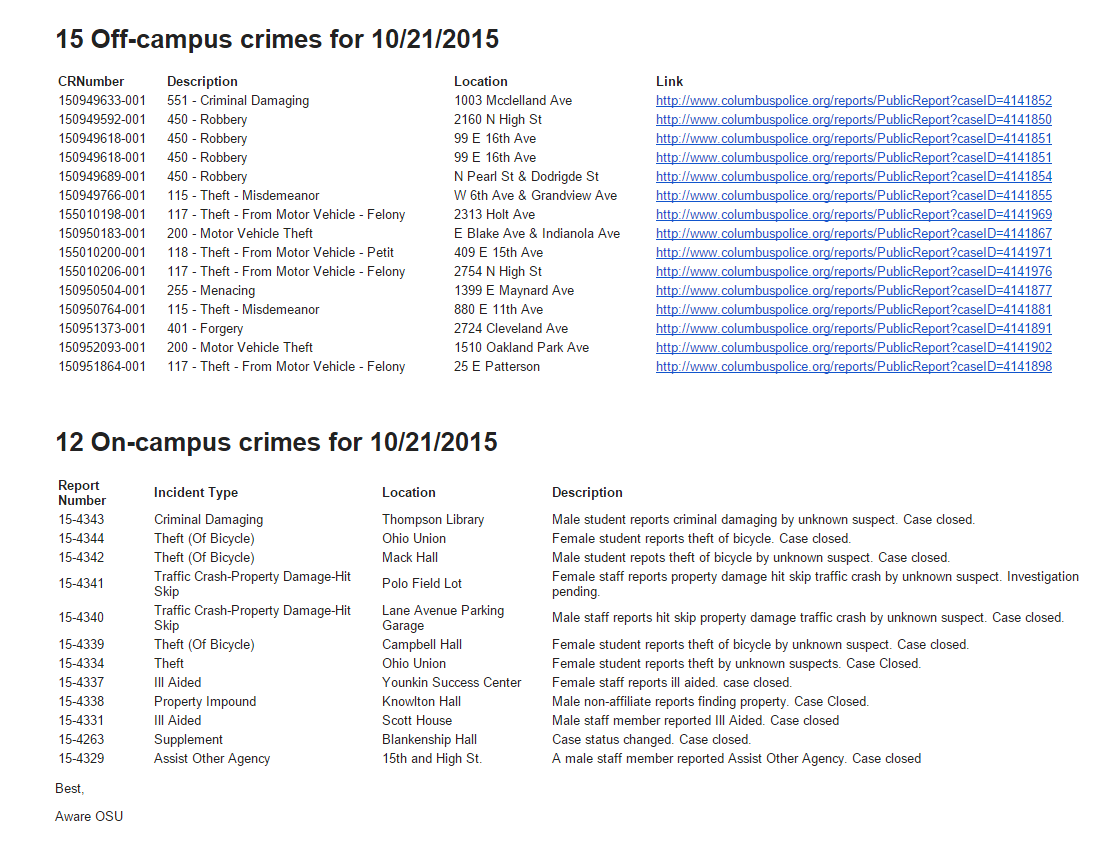 15 Off-campus crimes for 10/21/2015
CRNumber Description Location Link
150949633-001 551 - Criminal Damaging 1003 Mcclelland Ave http://www.columbuspolice.org/reports/PublicReport?caseID=4141852
150949592-001 450 - Robbery 2160 N High St http://www.columbuspolice.org/reports/PublicReport?caseID=4141850
150949618-001 450 - Robbery 99 E 16th Ave http://www.columbuspolice.org/reports/PublicReport?caseID=4141851
150949618-001 450 - Robbery 99 E 16th Ave http://www.columbuspolice.org/reports/PublicReport?caseID=4141851
150949689-001 450 - Robbery N Pearl St & Dodrigde St http://www.columbuspolice.org/reports/PublicReport?caseID=4141854
150949766-001 115 - Theft - Misdemeanor W 6th Ave & Grandview Ave http://www.columbuspolice.org/reports/PublicReport?caseID=4141855
155010198-001 117 - Theft - From Motor Vehicle - Felony 2313 Holt Ave http://www.columbuspolice.org/reports/PublicReport?caseID=4141969
150950183-001 200 - Motor Vehicle Theft E Blake Ave & Indianola Ave http://www.columbuspolice.org/reports/PublicReport?caseID=4141867
155010200-001 118 - Theft - From Motor Vehicle - Petit 409 E 15th Ave http://www.columbuspolice.org/reports/PublicReport?caseID=4141971
155010206-001 117 - Theft - From Motor Vehicle - Felony 2754 N High St http://www.columbuspolice.org/reports/PublicReport?caseID=4141976
150950504-001 255 - Menacing 1399 E Maynard Ave http://www.columbuspolice.org/reports/PublicReport?caseID=4141877
150950764-001 115 - Theft - Misdemeanor 880 E 11th Ave http://www.columbuspolice.org/reports/PublicReport?caseID=4141881
150951373-001 401 - Forgery 2724 Cleveland Ave http://www.columbuspolice.org/reports/PublicReport?caseID=4141891
150952093-001 200 - Motor Vehicle Theft 1510 Oakland Park Ave http://www.columbuspolice.org/reports/PublicReport?caseID=4141902
150951864-001 117 - Theft - From Motor Vehicle - Felony 25 E Patterson http://www.columbuspolice.org/reports/PublicReport?caseID=4141898
12 On-campus crimes for 10/21/2015
Report
Number Incident Type Location Description
15-4343 Criminal Damaging Thompson Library Male student reports criminal damaging by unknown suspect. Case closed.
15-4344 Theft (Of Bicycle) Ohio Union Female student reports theft of bicycle. Case closed.
15-4342 Theft (Of Bicycle) Mack Hall Male student repots theft of bicycle by unknown suspect. Case closed.
15-4341 Traffic Crash-Property Damage-Hit
Skip Polo Field Lot Female staff reports property damage hit skip traffic crash by unknown suspect. Investigation
pending.
15-4340 Traffic Crash-Property Damage-Hit
Skip Lane Avenue Parking
Garage Male staff reports hit skip property damage traffic crash by unknown suspect. Case closed.
15-4339 Theft (Of Bicycle) Campbell Hall Female student reports theft of bicycle by unknown suspect. Case closed.
15-4334 Theft Ohio Union Female student reports theft by unknown suspects. Case Closed.
15-4337 Ill Aided Younkin Success Center Female staff reports ill aided. case closed.
15-4338 Property Impound Knowlton Hall Male non-affiliate reports finding property. Case Closed.
15-4331 Ill Aided Scott House Male staff member reported Ill Aided. Case closed
15-4263 Supplement Blankenship Hall Case status changed. Case closed.
15-4329 Assist Other Agency 15th and High St. A male staff member reported Assist Other Agency. Case closed
Best,
Aware OSU